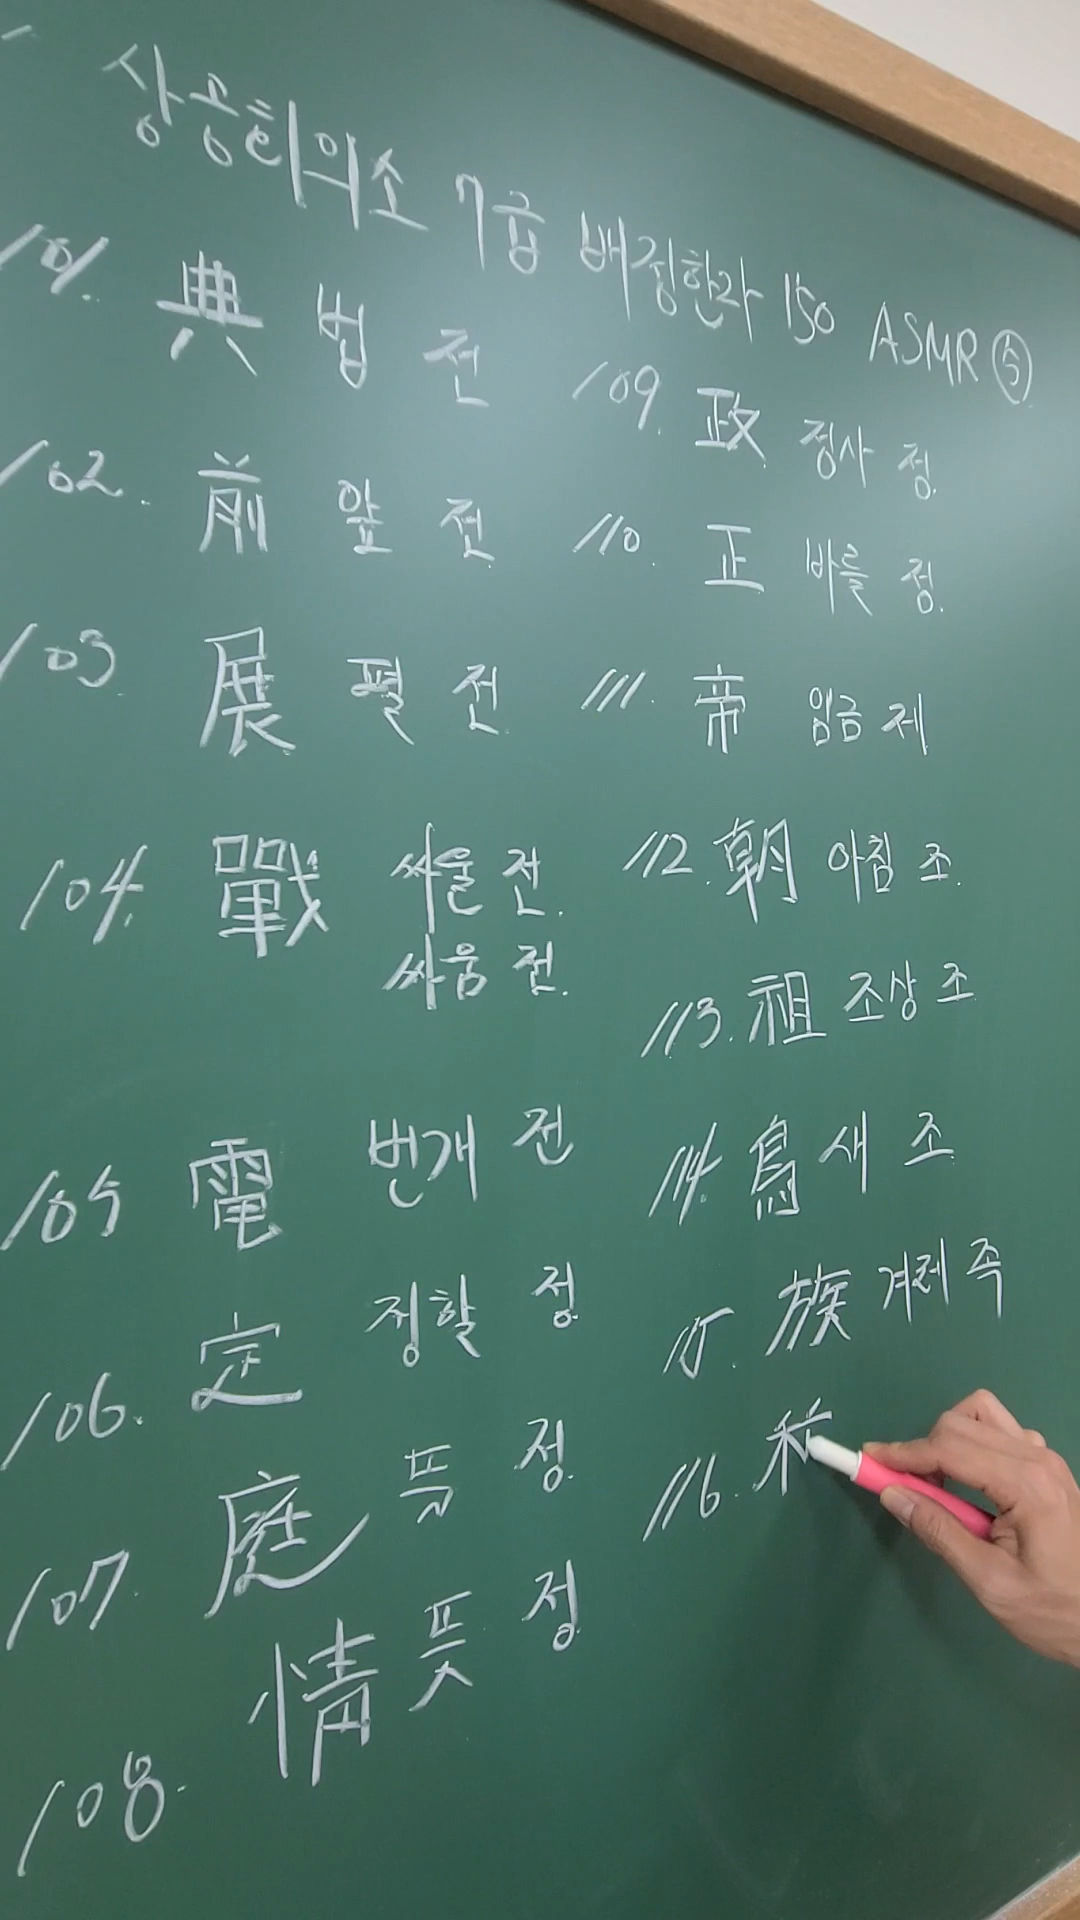 상공회의소 7급 배정한자 150 ASMR ⑤
101. 典 법 전
102. 前 앞 전
103. 展 펼 전
104. 戰 싸울 전.
싸움 전.
105 電 번개 전
106. 定 정할 정
107. 庭 뜰 정
108. 情 뜻 정
109. 政 정사 정
110. 正 바를 정
111. 帝 임금 제
112. 朝 아침 조.
113. 祖 조상 조
114. 鳥 새 조
115. 族 겨레 족
116.